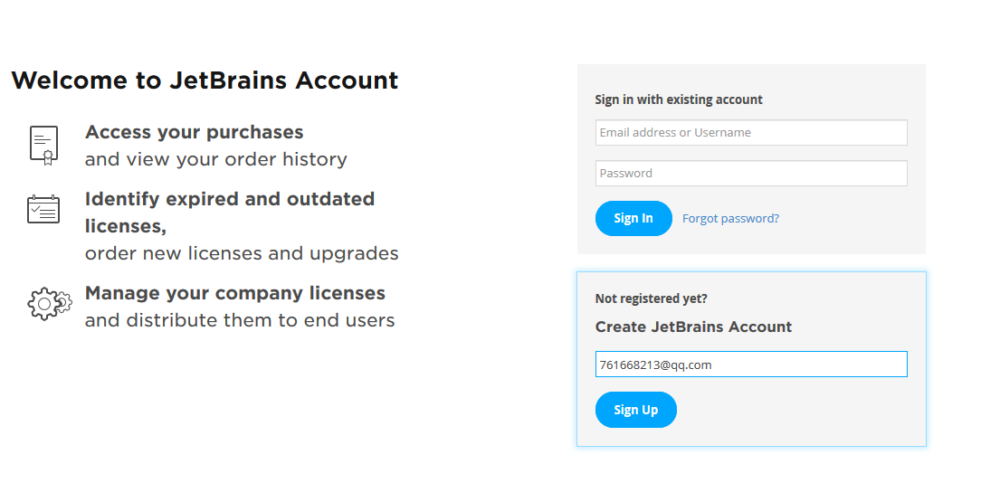 Welcome to JetBrains Account
Access your purchases
and view your order history
Identify expired and outdated
licenses,
order new licenses and upgrades
Manage your company licenses
and distribute them to end users
Sign in with existing account
Email address or Username
Password
Sign In Forgot password?
Not registered yet?
Create JetBrains Account
761668213@qq.com
Sign Up